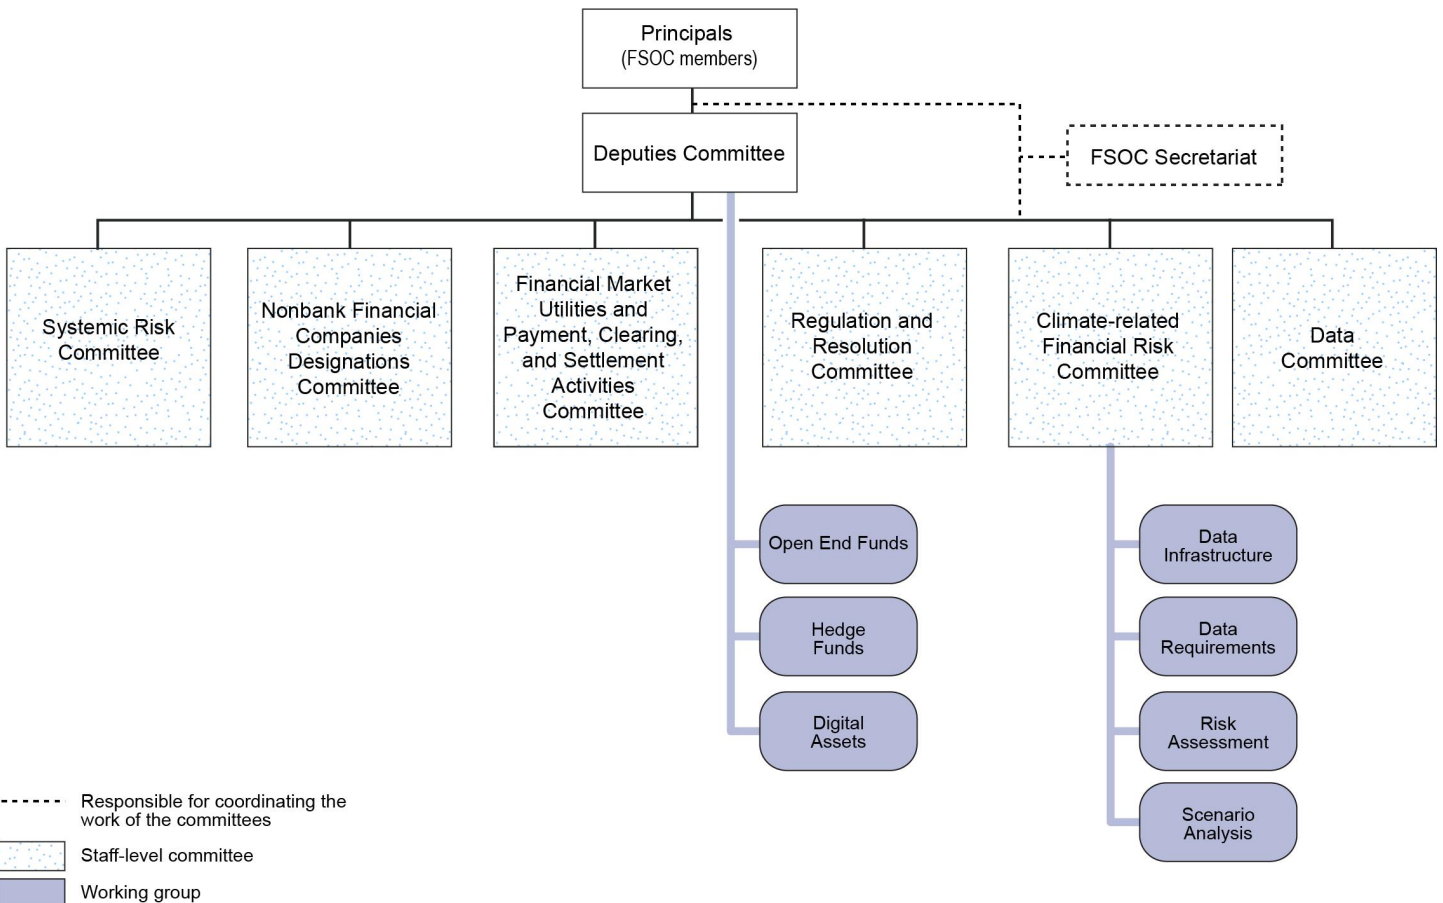 Principals
(FSOC members)
Deputies Committee
FSOC Secretariat
Systemic Risk
Committee
Nonbank Financial
Companies
Designations
Committee
Financial Market
Utilities and
Payment, Clearing,
and Settlement
Activities
Committee
Regulation and
Resolution
Committee
Climate-related
Financial Risk
Committee
Data
Committee
Open End Funds
Hedge
Funds
Digital
Assets
Data
Infrastructure
Data
Requirements
Risk
Assessment
Scenario
Analysis
Responsible for coordinating the
work of the committees
Staff-level committee
Working group